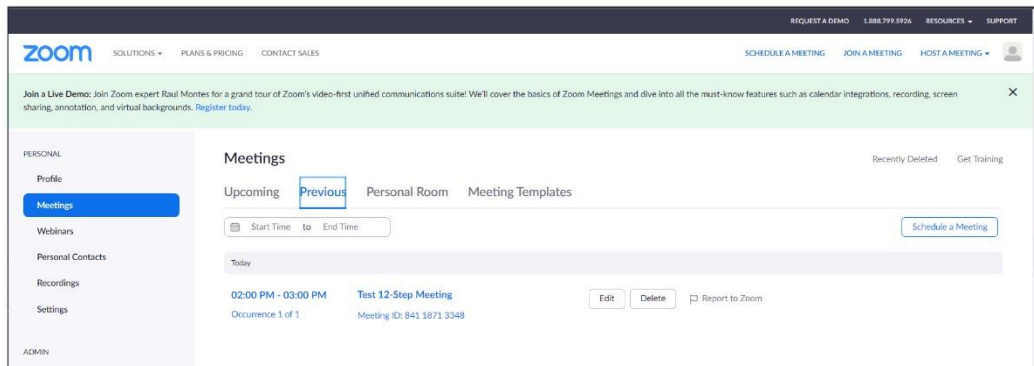 REQUEST A DEMO 1.888.799.5926 RESOURCES SUPPORT
zoom SOLUTIONS PLANS & PRICING CONTACT SALES SCHEDULE A MEETING JOIN A MEETING HOST A MEETING
Join a Live Demo: Join Zoom expert Raul Montes for a grand tour of Zoom's video-first unified communications suite! We'll cover the basics of Zoom Meetings and dive into all the must-know features such as calendar integrations, recording, screen
sharing, annotation, and virtual backgrounds. Register today.
PERSONAL
Profile
Meetings
Webinars
Personal Contacts
Recordings
Settings
ADMIN
Meetings
Recently Deleted Get Training
Upcoming Previous Personal Room Meeting Templates
Start Time to End Time
Schedule a Meeting
Today
02:00 PM - 03:00 PM Test 12-Step Meeting Edit Delete Report to Zoom
Occurrence 1 of 1 Meeting ID: 841 1871 3348